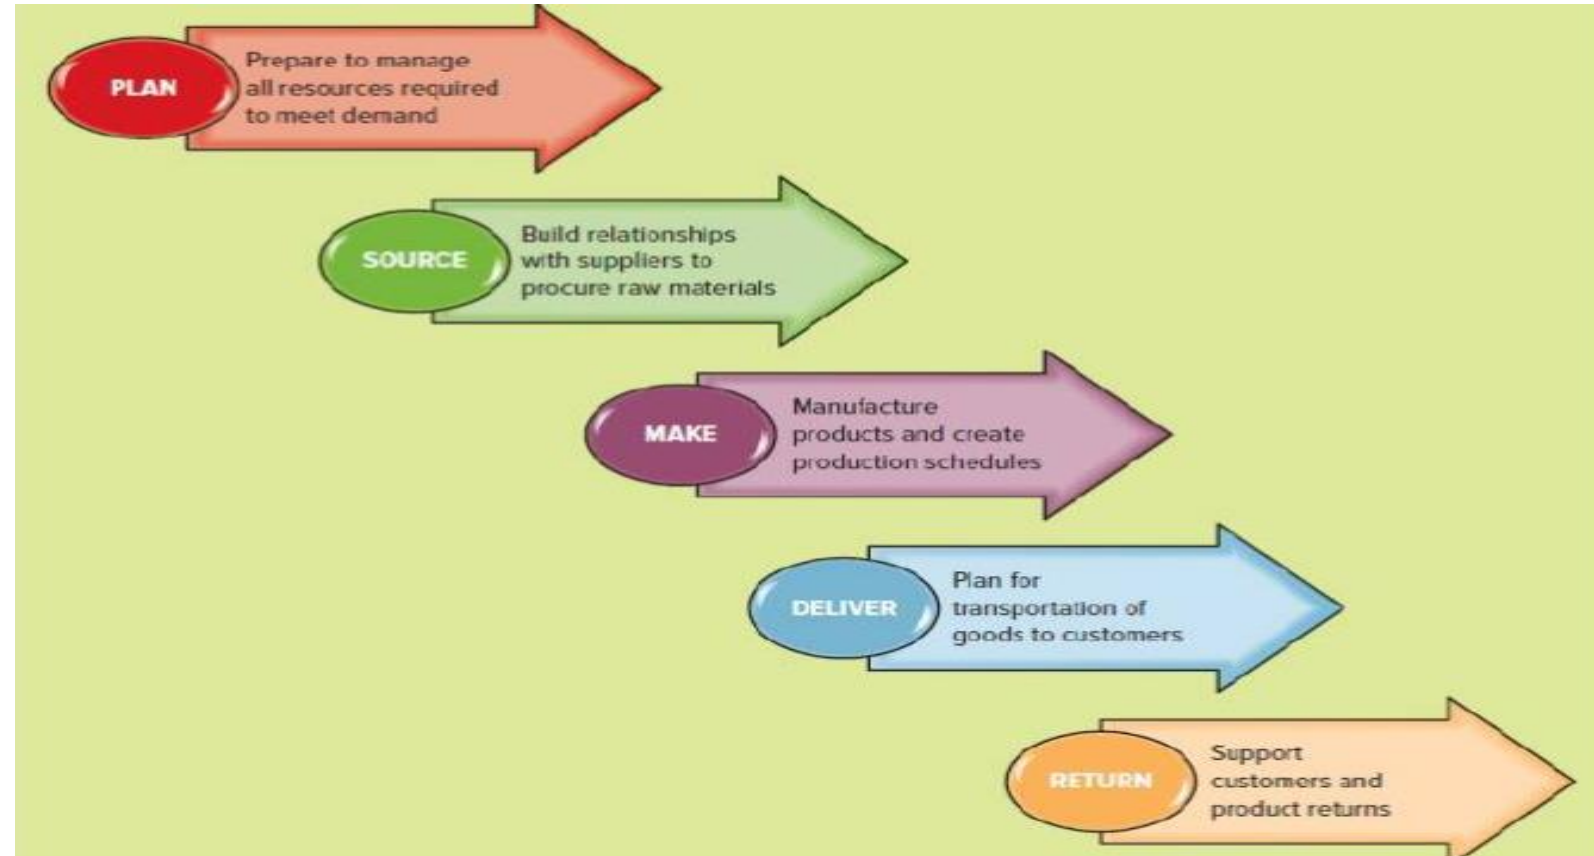 PLAN
Prepare to manage
all resources required
to meet demand
SOURCE
Build relationships
with suppliers to
procure raw materials
MAKE
Manufacture
products and create
production schedules
DELIVER
Plan for
transportation of
goods to customers
RETURN
Support
customers and
product returns